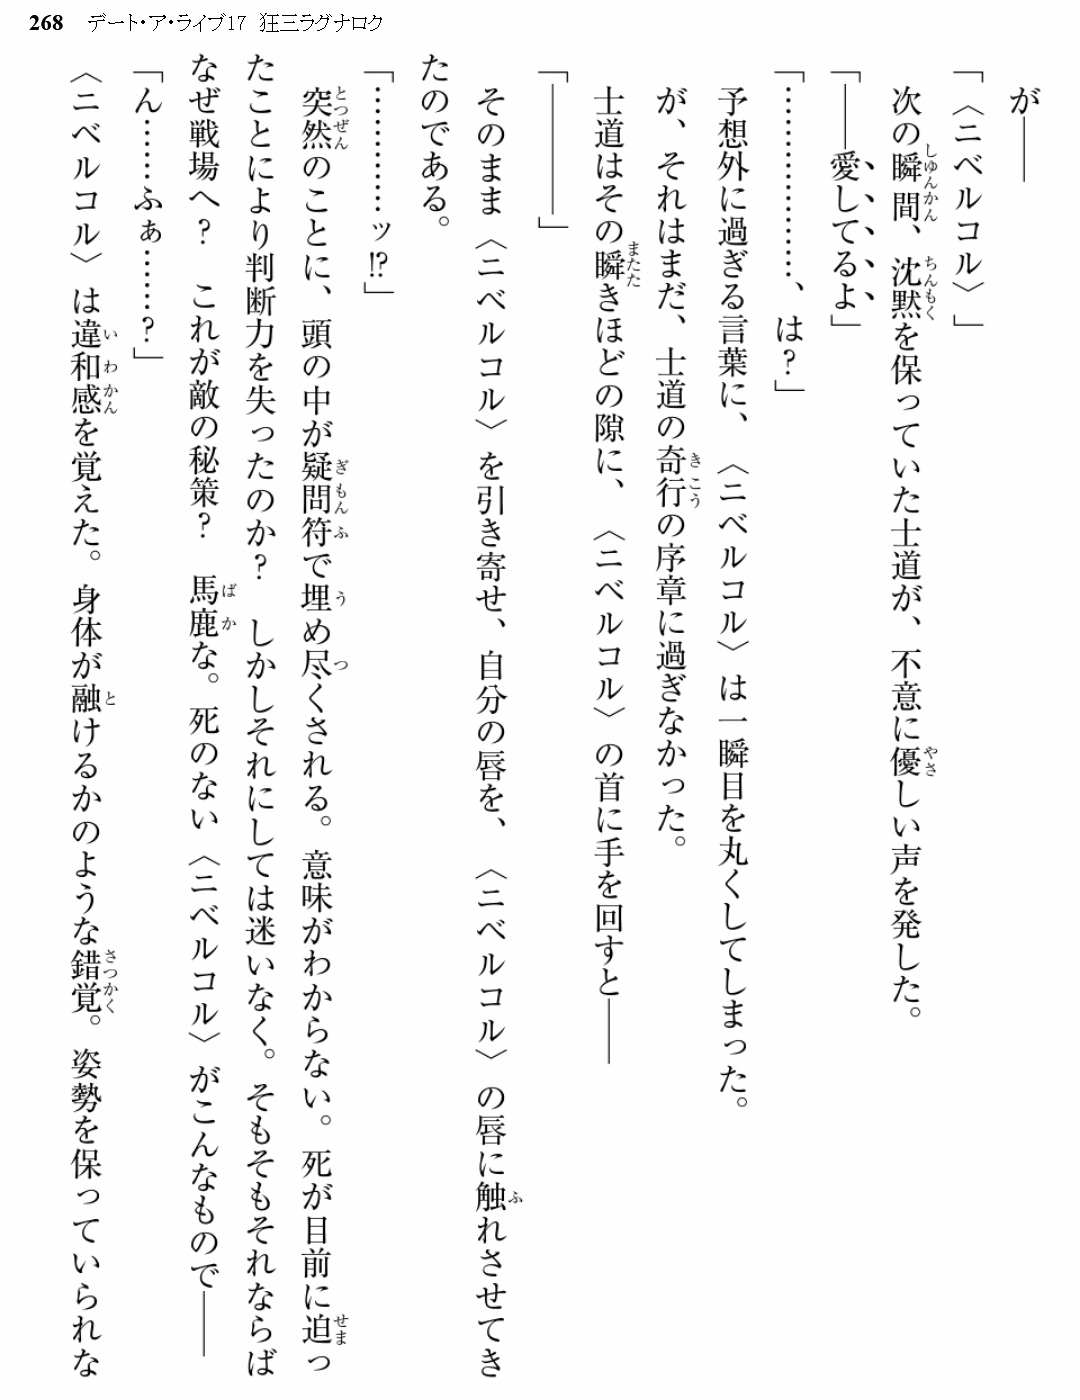 268 デート・ア・ライブ17 狂三ラグナロク
が――
「〈ニベルコル〉」
次の瞬間、沈黙を保っていた士道が、不意に優しい声を発した。
「――愛してるよ」
「……………、は?」
予想外に過ぎる言葉に、〈ニベルコル〉は一瞬目を丸くしてしまった。
が、それはまだ、士道の奇行の序章に過ぎなかった。
士道はその瞬きほどの隙に、〈ニベルコル〉の首に手を回すと――
「――――」
そのまま〈ニベルコル〉を引き寄せ、自分の唇を、〈ニベルコル〉の唇に触れさせてき
たのである。
「…………ッ!?」
突然のことに、頭の中が疑問符で埋め尽くされる。意味がわからない。死が目前に迫っ
たことにより判断力を失ったのか? しかしそれにしては迷いなく。そもそもそれならば
なぜ戦場へ? これが敵の秘策? 馬鹿な。死のない〈ニベルコル〉がこんなもので――
「ん……ふぁ……?」
〈ニベルコル〉は違和感を覚えた。身体が融けるかのような錯覚。姿勢を保っていられな